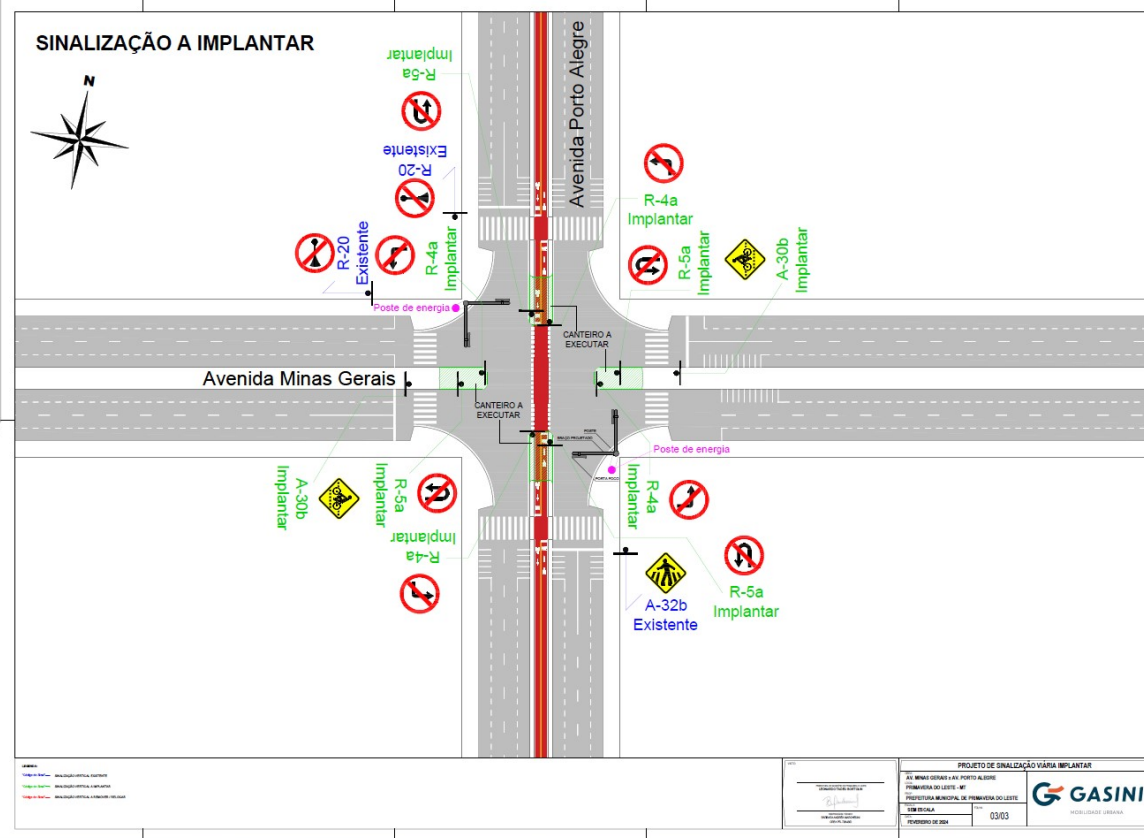 SINALIZAÇÃO A IMPLANTAR
N
Avenida Porto Alegre
R-5a
Implantar
R-20
Existente
R-4a
Implantar
R-20
Existente
R-4a
Implantar
R-5a
Implantar
A-30b
Implantar
Poste de energia
CANTEIRO A
EXECUTAR
Avenida Minas Gerais
CANTEIRO A
EXECUTAR
Poste de energia
A-30b
Implantar
R-5a
Implantar
R-4a
Implantar
R-4a
Implantar
A-32b
Existente
R-5a
Implantar
PROJETO DE SINALIZAÇÃO VIÁRIA IMPLANTAR
AV. MINAS GERAIS x AV. PORTO ALEGRE
PRIMAVERA DO LESTE - MT
PREFEITURA MUNICIPAL DE PRIMAVERA DO LESTE
SEM ESCALA
03/03
FEVEREIRO DE 2024
GASINI
MOBILIDADE URBANA